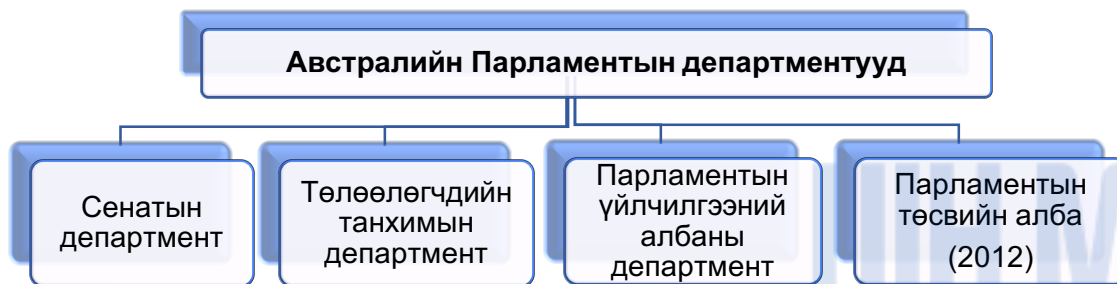 Австралийн Парламентын департментууд
Сенатын
департмент
Төлөөлөгчдийн
танхимын
департмент
Парламентын
үйлчилгээний
албаны
департмент
Парламентын
төсвийн алба
(2012)